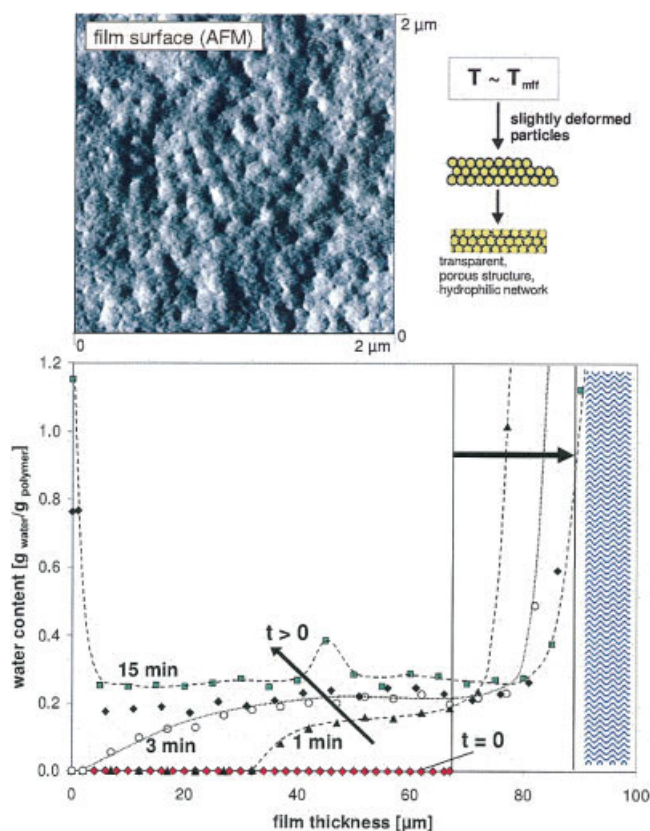 film surface (AFM)
2 µm
0
0
2 µm
T ~ Tmff
slightly deformed
particles
transparent,
porous structure,
hydrophilic network
water content [g water/g polymer]
1.2
1.0
0.8
0.6
0.4
0.2
0.0
15 min
t > 0
3 min
1 min
t = 0
0
20
40
60
80
100
film thickness [µm]